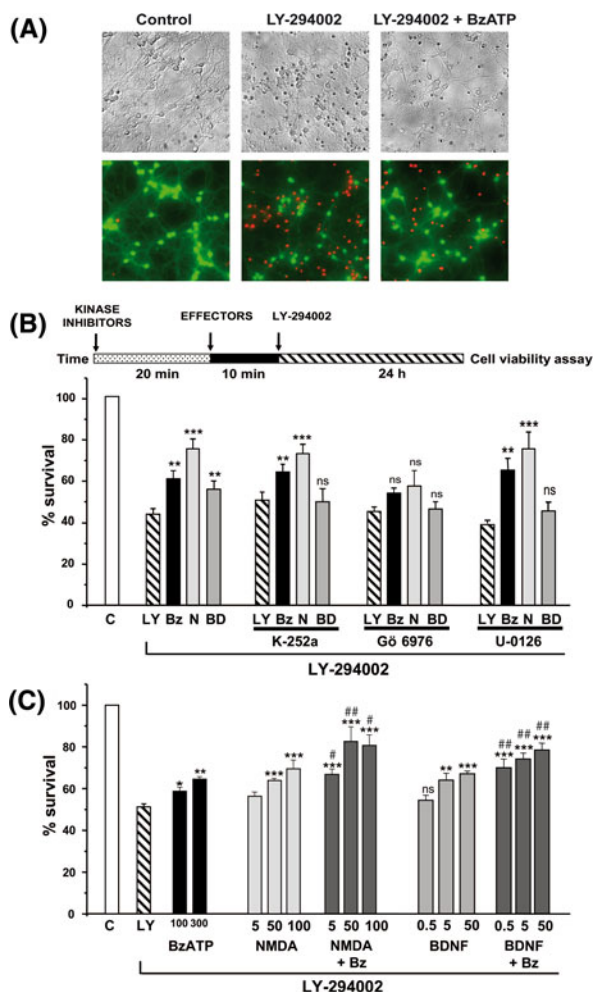 (A)
Control LY-294002 LY-294002 + BzATP
(B)
KINASE
INHIBITORS EFFECTORS LY-294002
Time Cell viability assay
20 min 10 min 24 h
% survival
100
80
60
40
20
0
** *** ** ** *** ns ns ns ns ** *** ns
C LY Bz N BD LY Bz N BD LY Bz N BD LY Bz N BD
K-252a Gö 6976 U-0126
LY-294002
(C)
% survival
100
80
60
40
20
0
# ## # ## ## ##
* ** *** *** *** *** *** ns ** *** *** *** ***
C LY 100 300 5 50 100 5 50 100 0.5 5 50 0.5 5 50
BzATP NMDA NMDA BDNF BDNF
+ Bz + Bz
LY-294002